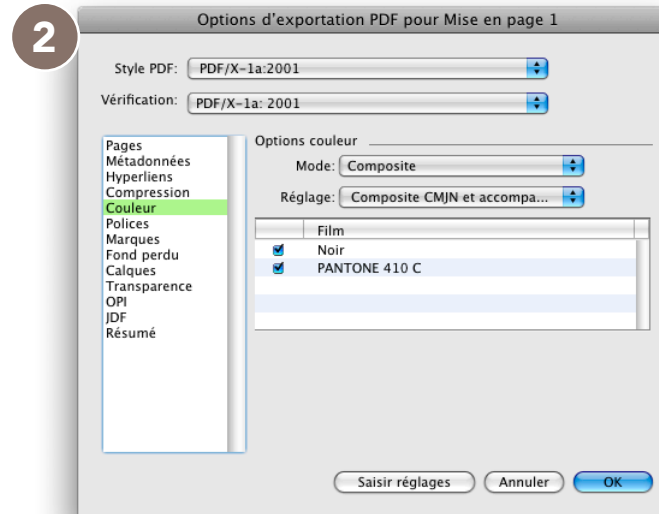 2
Options d'exportation PDF pour Mise en page 1
Style PDF: PDF/X-1a:2001
Vérification: PDF/X-1a: 2001
Pages
Métadonnées
Hyperliens
Compression
Couleur
Polices
Marques
Fond perdu
Calques
Transparence
OPI
JDF
Résumé
Options couleur
Mode: Composite
Réglage: Composite CMJN et accompa...
Film
Noir
PANTONE 410 C
Saisir réglages
Annuler
OK